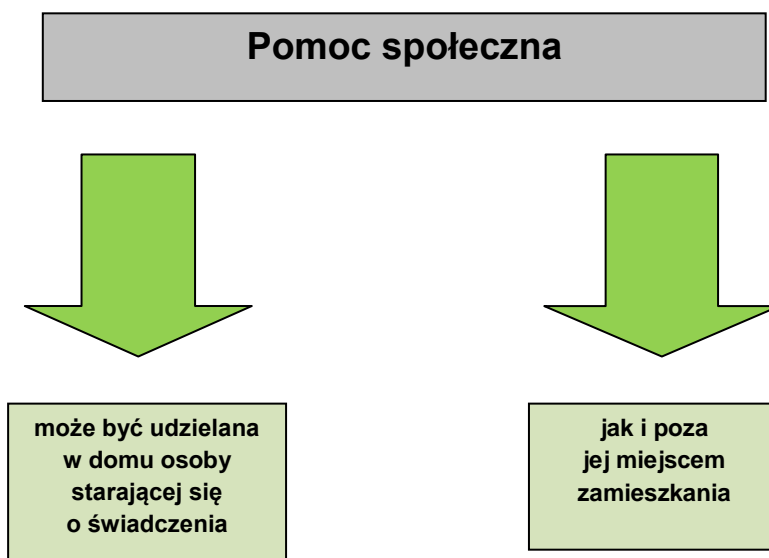 Pomoc społeczna
może być udzielana
w domu osoby
starającej się
o świadczenia
jak i poza
jej miejscem
zamieszkania